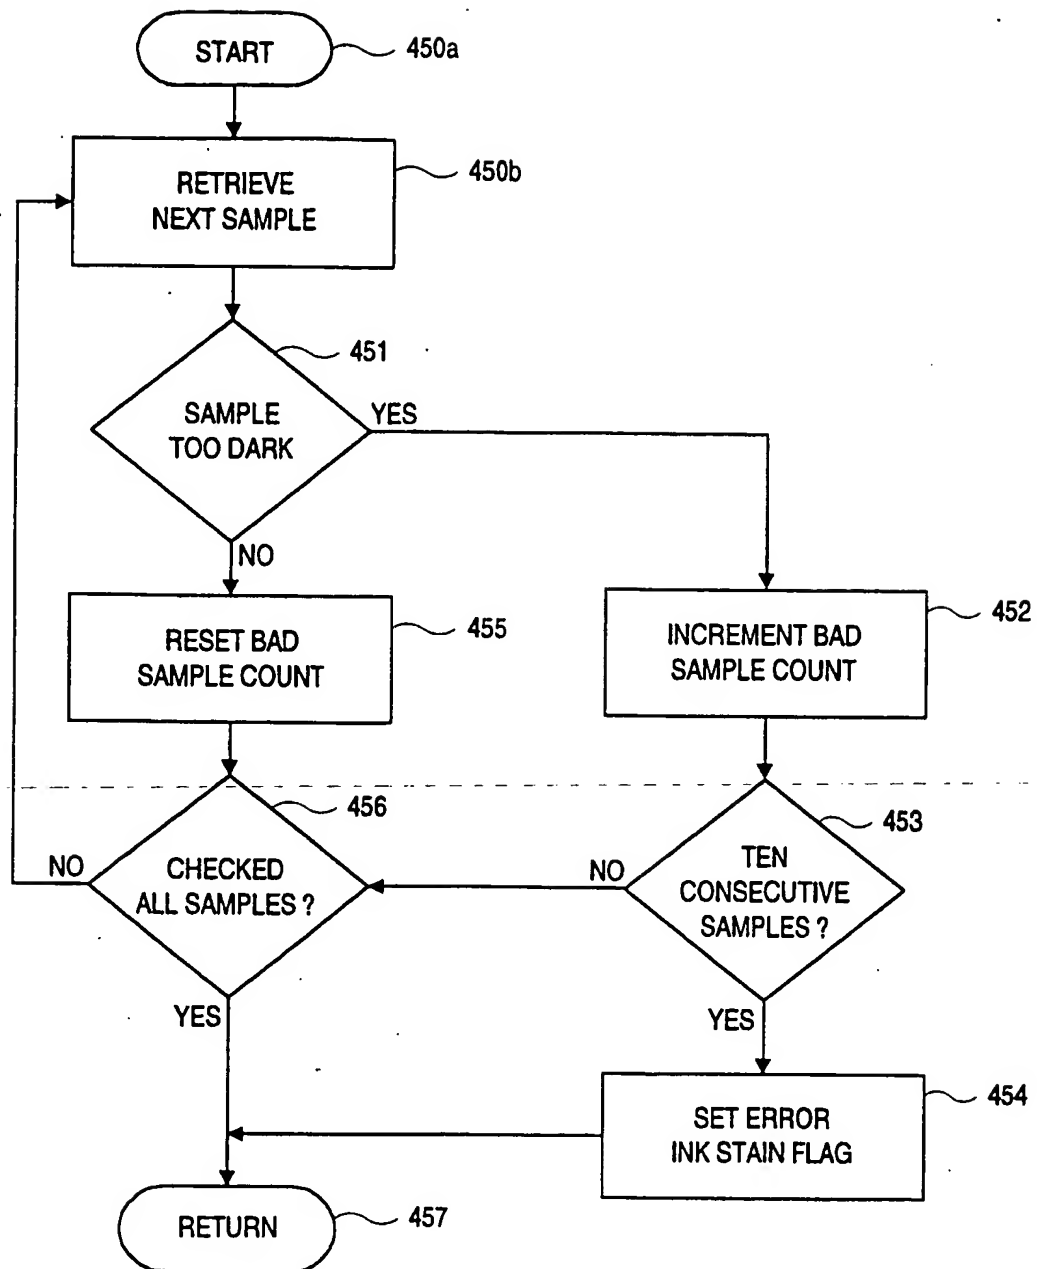 START
450a
RETRIEVE
NEXT SAMPLE
450b
451
SAMPLE
TOO DARK
YES
NO
RESET BAD
SAMPLE COUNT
455
INCREMENT BAD
SAMPLE COUNT
452
456
CHECKED
ALL SAMPLES ?
NO
YES
453
TEN
CONSECUTIVE
SAMPLES ?
NO
YES
SET ERROR
INK STAIN FLAG
454
RETURN
457